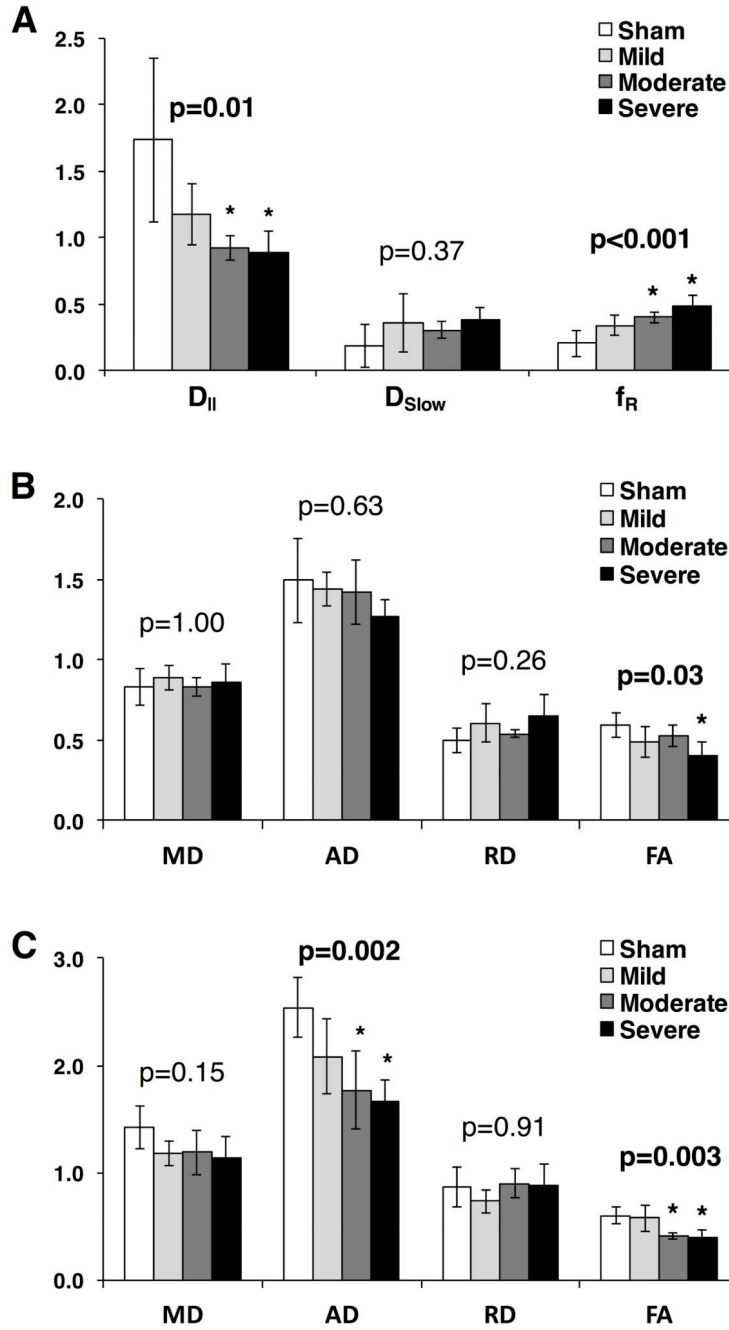 A
Sham
Mild
Moderate
Severe
2.5
2.0
1.5
1.0
0.5
0.0
p=0.01
* *
p=0.37
p<0.001
* *
D|| DSlow fR
B
Sham
Mild
Moderate
Severe
2.0
1.5
1.0
0.5
0.0
p=1.00
p=0.63
p=0.26
p=0.03
*
MD AD RD FA
C
Sham
Mild
Moderate
Severe
3.0
2.0
1.0
0.0
p=0.15
p=0.002
* *
p=0.91
p=0.003
* *
MD AD RD FA